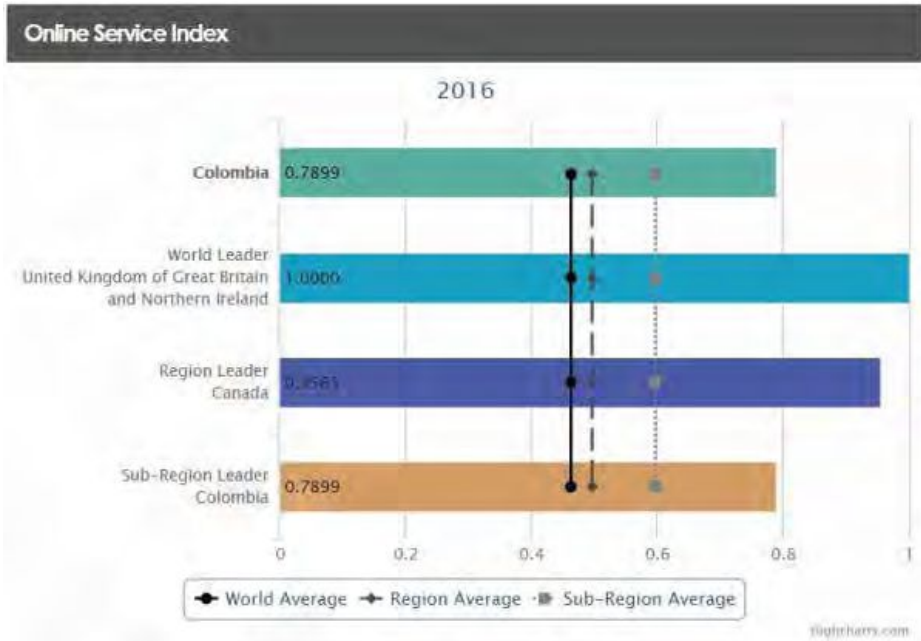 Online Service Index
2016
Colombia
0.7899
World Leader
United Kingdom of Great Britain
and Northern Ireland
1.0000
Region Leader
Canada
Sub-Region Leader
Colombia
0.7899
0
0.2
0.4
0.6
0.8
1
World Average
Region Average
Sub-Region Average